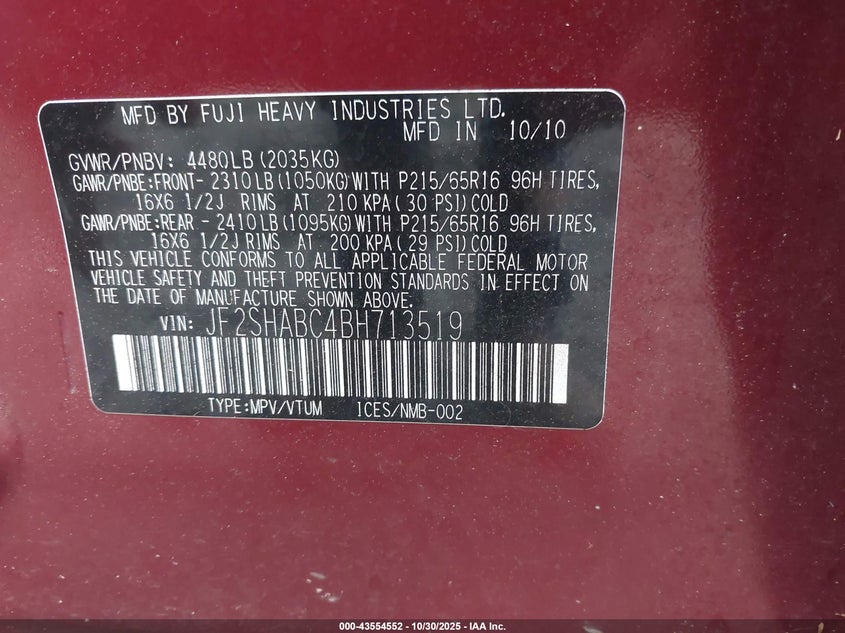 MFD BY FUJI HEAVY INDUSTRIES LTD.
MFD IN 10/10
GVWR/PNBV: 4480LB (2035KG)
GAWR/PNBE:FRONT- 2310LB (1050KG) WITH P215/65R16 96H TIRES,
16X6 1/2J RIMS AT 210 KPA ( 30 PSI) COLD
GAWR/PNBE:REAR - 2410LB (1095KG) WITH P215/65R16 96H TIRES,
16X6 1/2J RIMS AT 200 KPA ( 29 PSI) COLD
THIS VEHICLE CONFORMS TO ALL APPLICABLE FEDERAL MOTOR
VEHICLE SAFETY AND THEFT PREVENTION STANDARDS IN EFFECT ON
THE DATE OF MANUFACTURE SHOWN ABOVE.
VIN: JF2SHABC4BH713519
TYPE:MPV/VTUM ICES/NMB-002
000-43554552 - 10/30/2025 - IAA Inc.